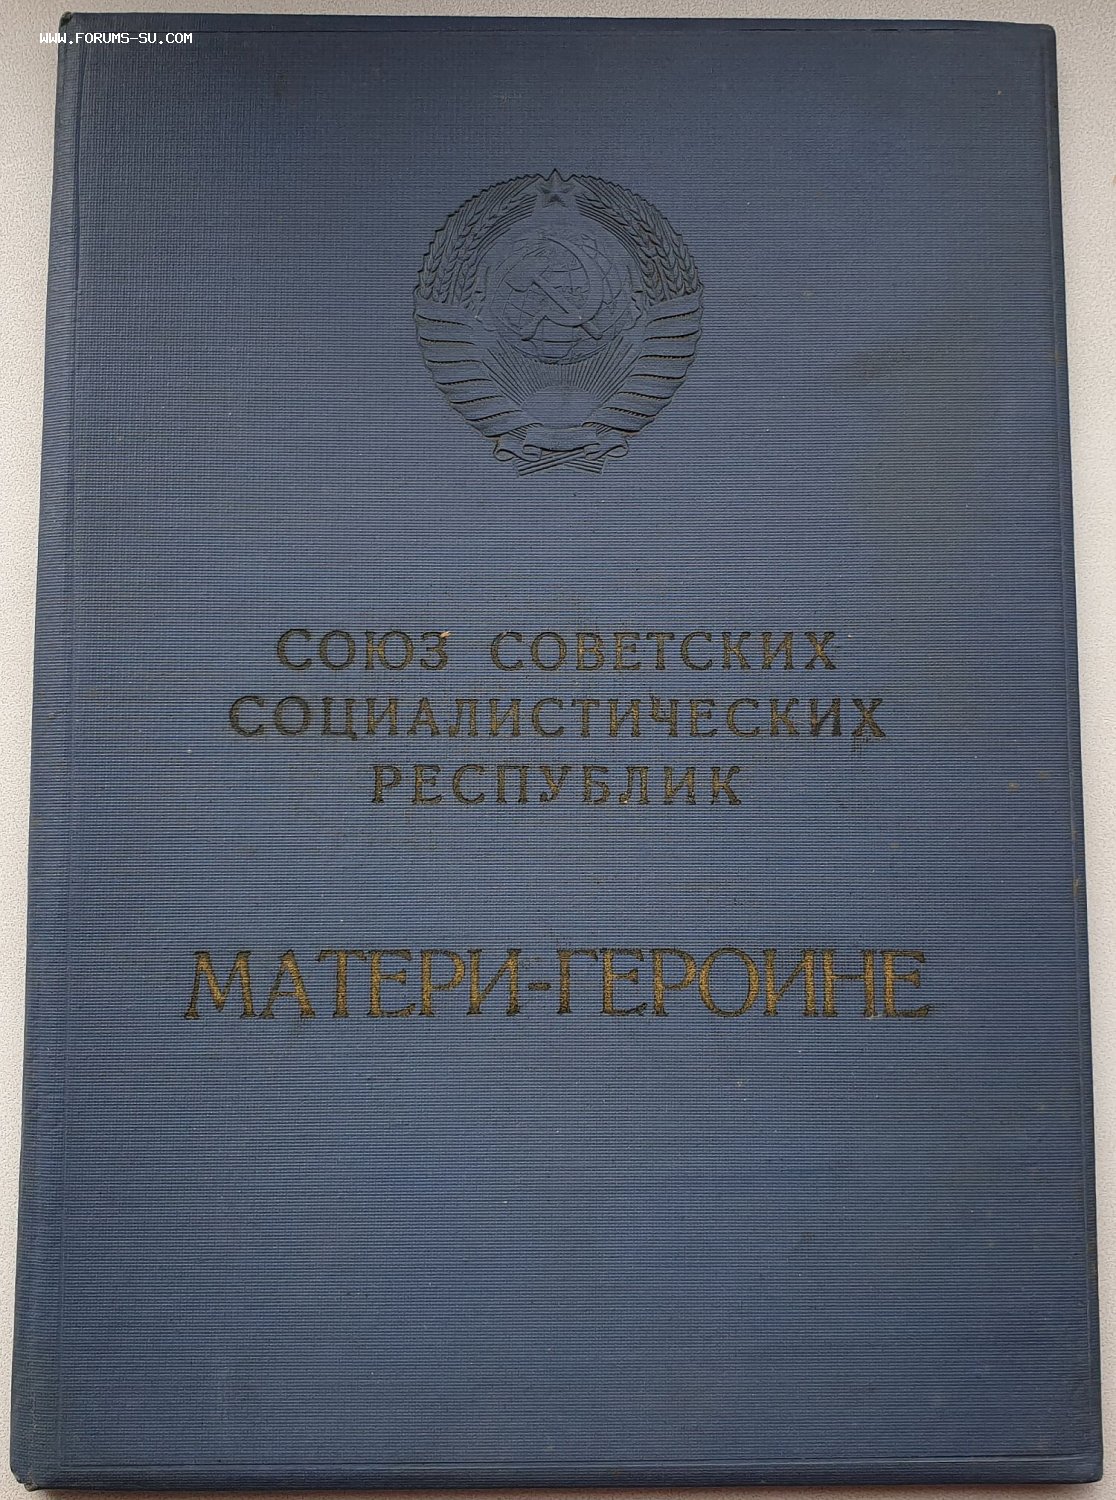 WWW.FORUMS-SU.COM
СОЮЗ СОВЕТСКИХ
СОЦИАЛИСТИЧЕСКИХ
РЕСПУБЛИК
МАТЕРИ-ГЕРОИНЕ